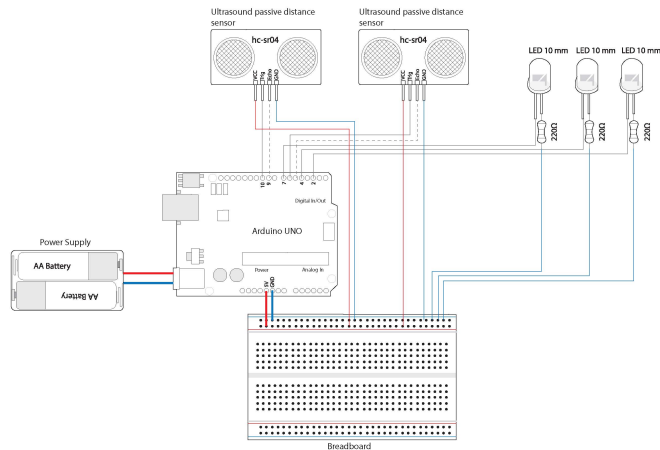 Ultrasound passive distance
sensor
hc-sr04
VCC
Trig
Echo
GND
Ultrasound passive distance
sensor
hc-sr04
VCC
Trig
Echo
GND
LED 10 mm LED 10 mm LED 10 mm
220Ω
220Ω
220Ω
10
9
7
4
2
Digital In/Out
Arduino UNO
Power
Analog In
5V
GND
Power Supply
AA Battery
AA Battery
Breadboard